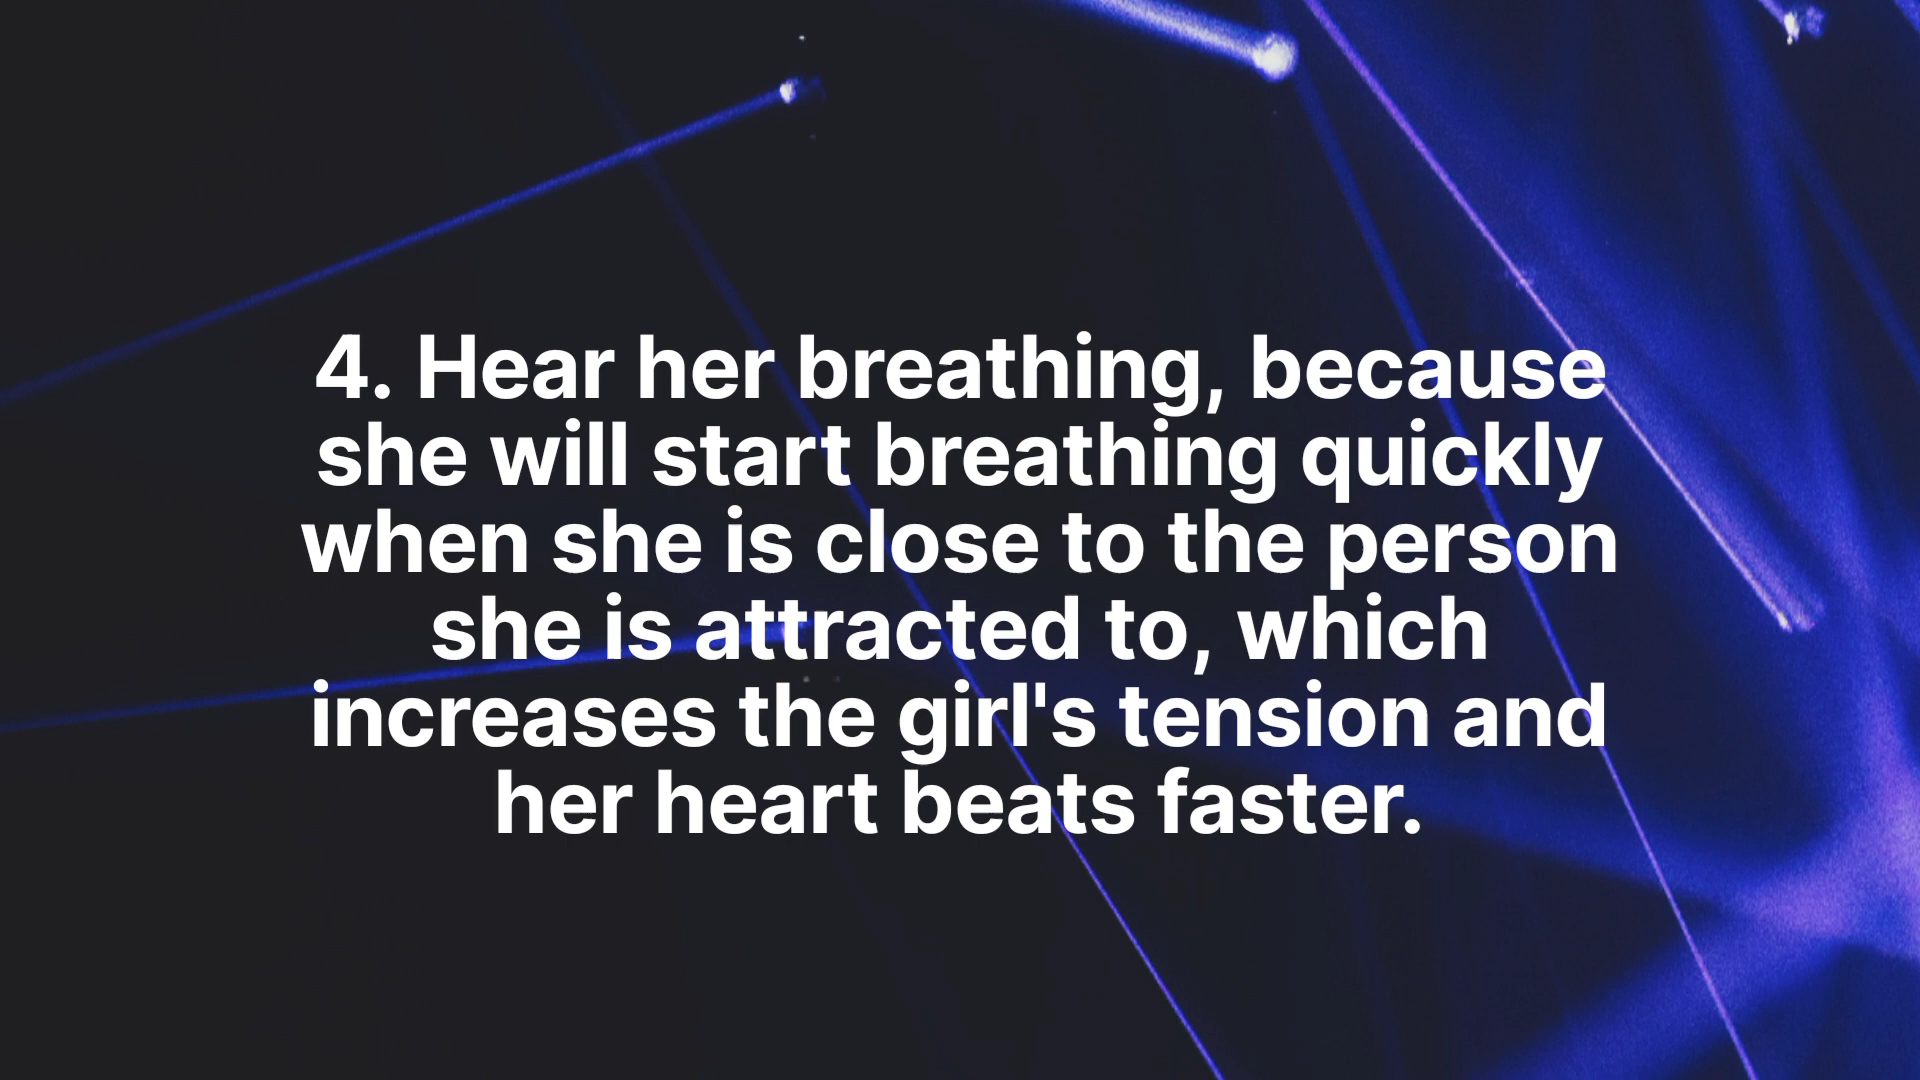 4. Hear her breathing, because
she will start breathing quickly
when she is close to the person
she is attracted to, which
increases the girl's tension and
her heart beats faster.